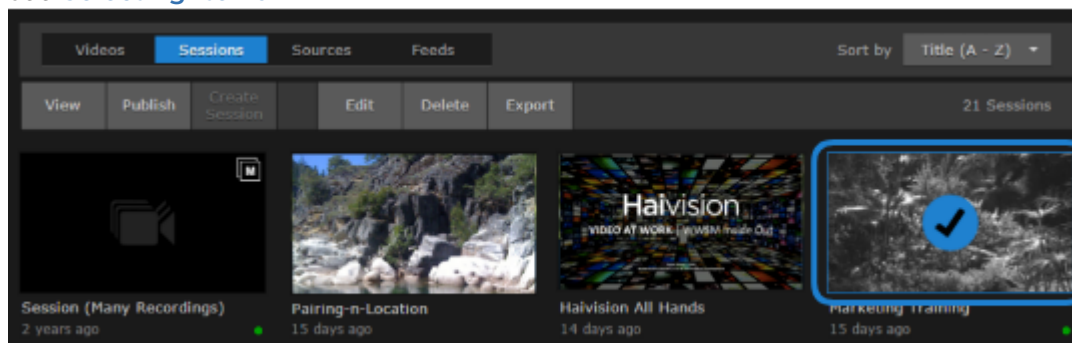 Videos Sessions Sources Feeds Sort by Title (A - Z)
View Publish Create Session Edit Delete Export 21 Sessions
M
Haivision
VIDEO AT WORK
Session (Many Recordings) Pairing-n-Location Haivision All Hands Marketing Training
2 years ago 15 days ago 14 days ago 15 days ago